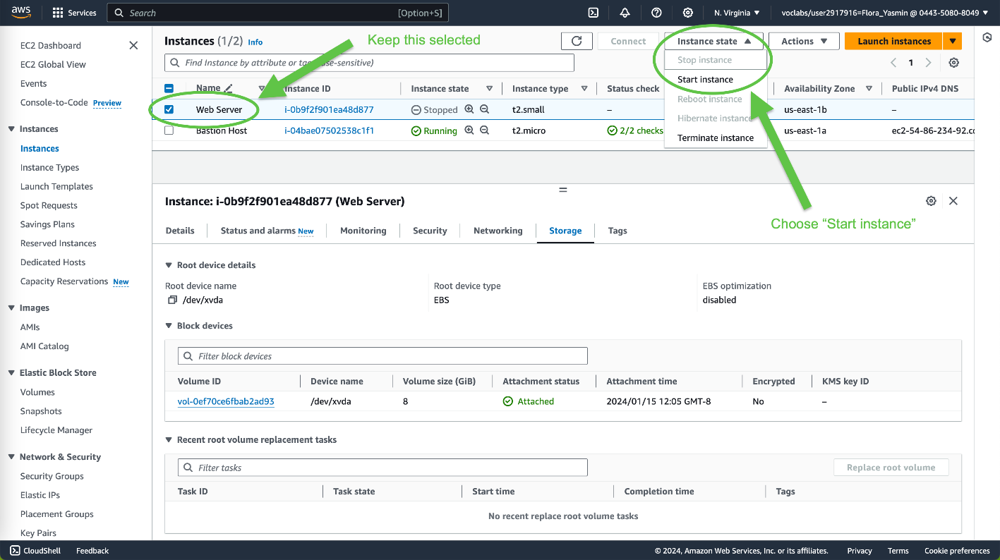 aws Services Search [Option+S] N. Virginia voclabs/user2917916=Flora_Yasmin @ 0443-5080-8049
EC2 Dashboard
EC2 Global View
Events
Console-to-Code Preview
Instances
Instances
Instance Types
Launch Templates
Spot Requests
Savings Plans
Reserved Instances
Dedicated Hosts
Capacity Reservations New
Images
AMIs
AMI Catalog
Elastic Block Store
Volumes
Snapshots
Lifecycle Manager
Network & Security
Security Groups
Elastic IPs
Placement Groups
Key Pairs
Instances (1/2) Info
Keep this selected
Connect Instance state Actions Launch instances
Find Instance by attribute or tag (case-sensitive)
1
Stop instance
Start instance
Reboot instance
Hibernate instance
Terminate instance
Name Instance ID Instance state Instance type Status check Availability Zone Public IPv4 DNS
Web Server i-0b9f2f901ea48d877 Stopped t2.small – us-east-1b –
Bastion Host i-04bae07502538c1f1 Running t2.micro 2/2 checks us-east-1a ec2-54-86-234-92.co
Choose “Start instance”
Instance: i-0b9f2f901ea48d877 (Web Server)
Details Status and alarms New Monitoring Security Networking Storage Tags
Root device details
Root device name Root device type EBS optimization
/dev/xvda EBS disabled
Block devices
Filter block devices
Volume ID Device name Volume size (GiB) Attachment status Attachment time Encrypted KMS key ID
vol-0ef70ce6fbab2ad93 /dev/xvda 8 Attached 2024/01/15 12:05 GMT-8 No –
Recent root volume replacement tasks
Filter tasks Replace root volume
Task ID Task state Start time Completion time Tags
No recent replace root volume tasks
CloudShell Feedback © 2024, Amazon Web Services, Inc. or its affiliates. Privacy Terms Cookie preferences